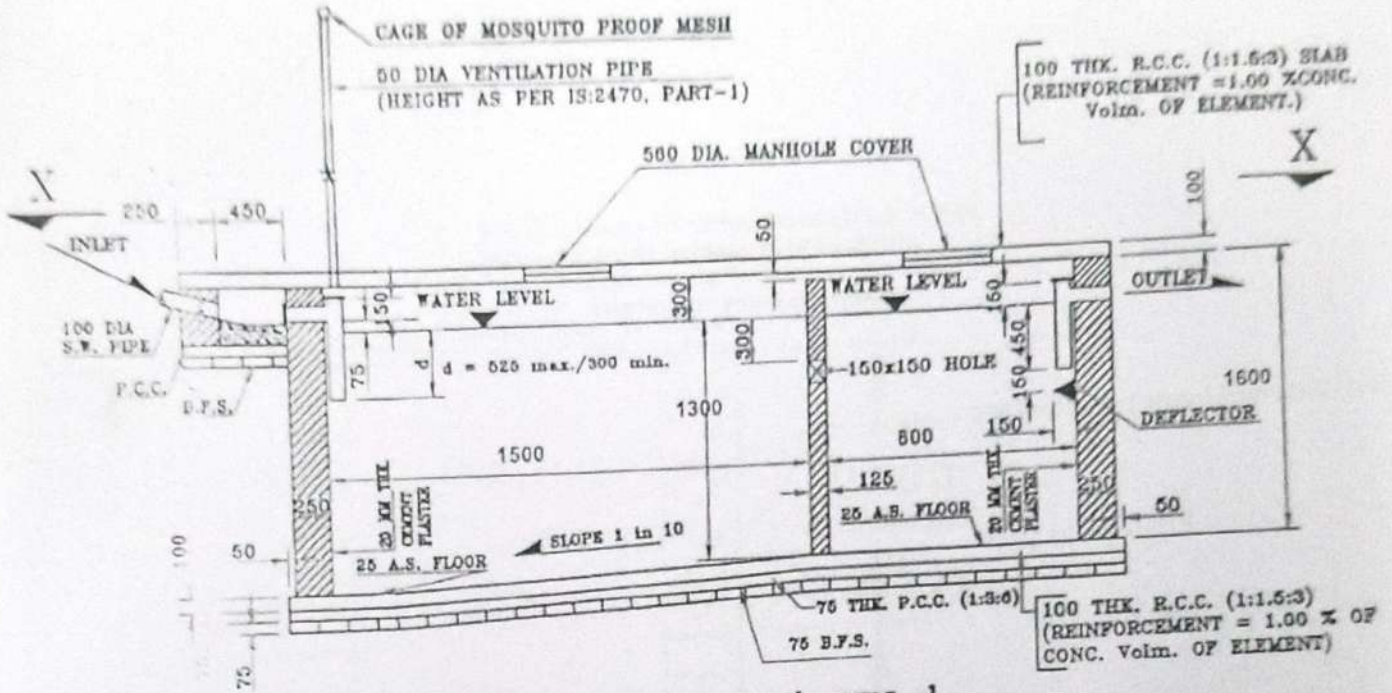 CAGE OF MOSQUITO PROOF MESH
50 DIA VENTILATION PIPE
(HEIGHT AS PER IS:2470, PART-1)
100 THK. R.C.C. (1:1.5:3) SLAB
(REINFORCEMENT =1.00 %CONC.
Volm. OF ELEMENT.)
560 DIA. MANHOLE COVER
X
X
250
450
100
INLET
50
WATER LEVEL
WATER LEVEL
150
300
150
OUTLET
100 DIA
S.W. PIPE
P.C.C.
B.F.S.
75
d
d = 525 max./300 min.
300
150x150 HOLE
450
150
1300
1600
DEFLECTOR
150
1500
800
125
250
20 MM THK
CEMENT
PLASTER
25 A.S. FLOOR
20 MM THK
CEMENT
PLASTER
250
50
SLOPE 1 in 10
50
100
25 A.S. FLOOR
75 THK. P.C.C. (1:3:6)
75 B.F.S.
100 THK. R.C.C. (1:1.5:3)
(REINFORCEMENT = 1.00 % OF
CONC. Volm. OF ELEMENT)
75